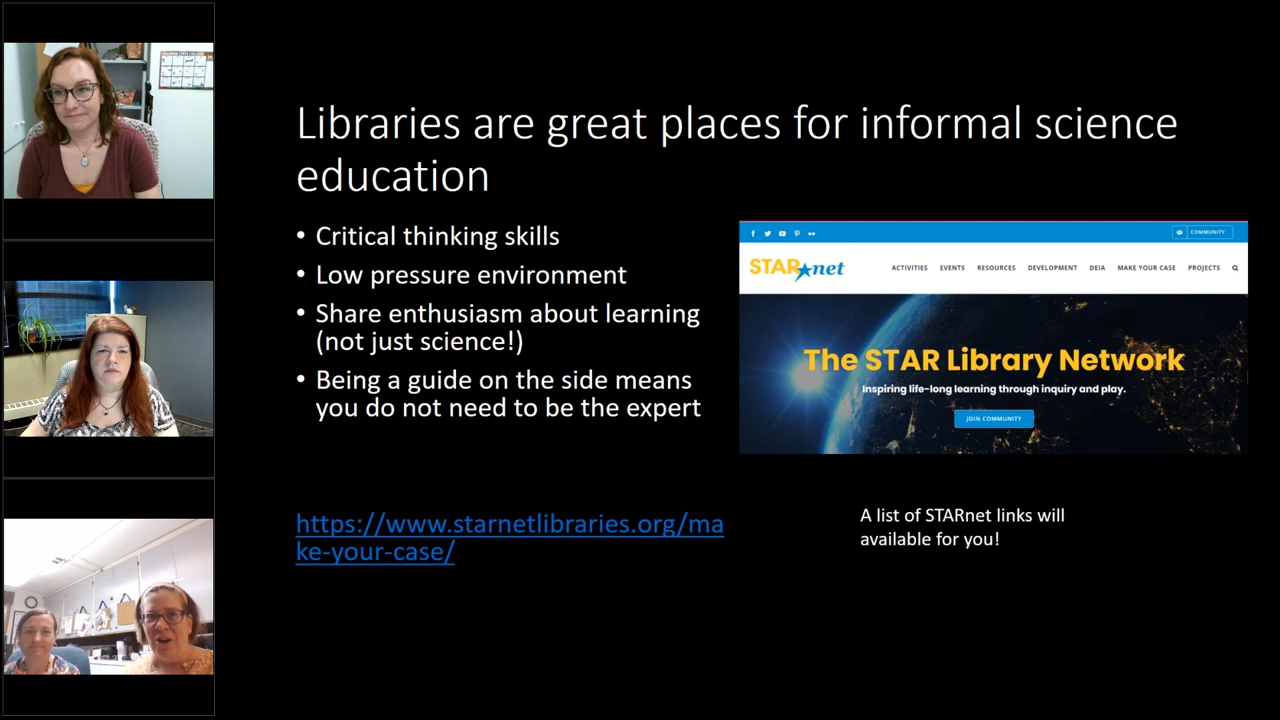 Libraries are great places for informal science
education
• Critical thinking skills
• Low pressure environment
• Share enthusiasm about learning
(not just science!)
• Being a guide on the side means
you do not need to be the expert
https://www.starnetlibraries.org/ma
ke-your-case/
COMMUNITY
STAR net
ACTIVITIES EVENTS RESOURCES DEVELOPMENT DEIA MAKE YOUR CASE PROJECTS
The STAR Library Network
Inspiring life-long learning through inquiry and play.
JOIN COMMUNITY
A list of STARnet links will
available for you!